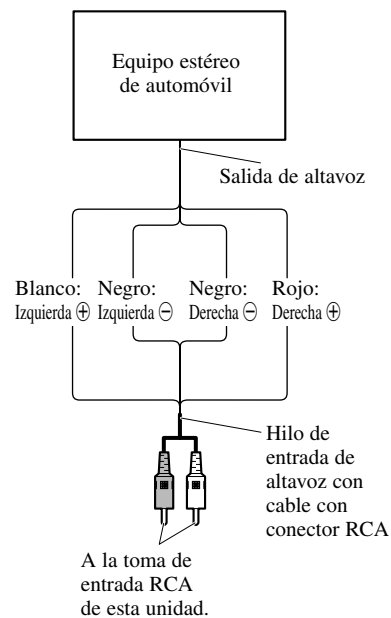 Equipo estéreo
de automóvil
Salida de altavoz
Blanco:
Izquierda ⊕
Negro:
Izquierda ⊖
Negro:
Derecha ⊖
Rojo:
Derecha ⊕
Hilo de
entrada de
altavoz con
cable con
conector RCA
A la toma de
entrada RCA
de esta unidad.